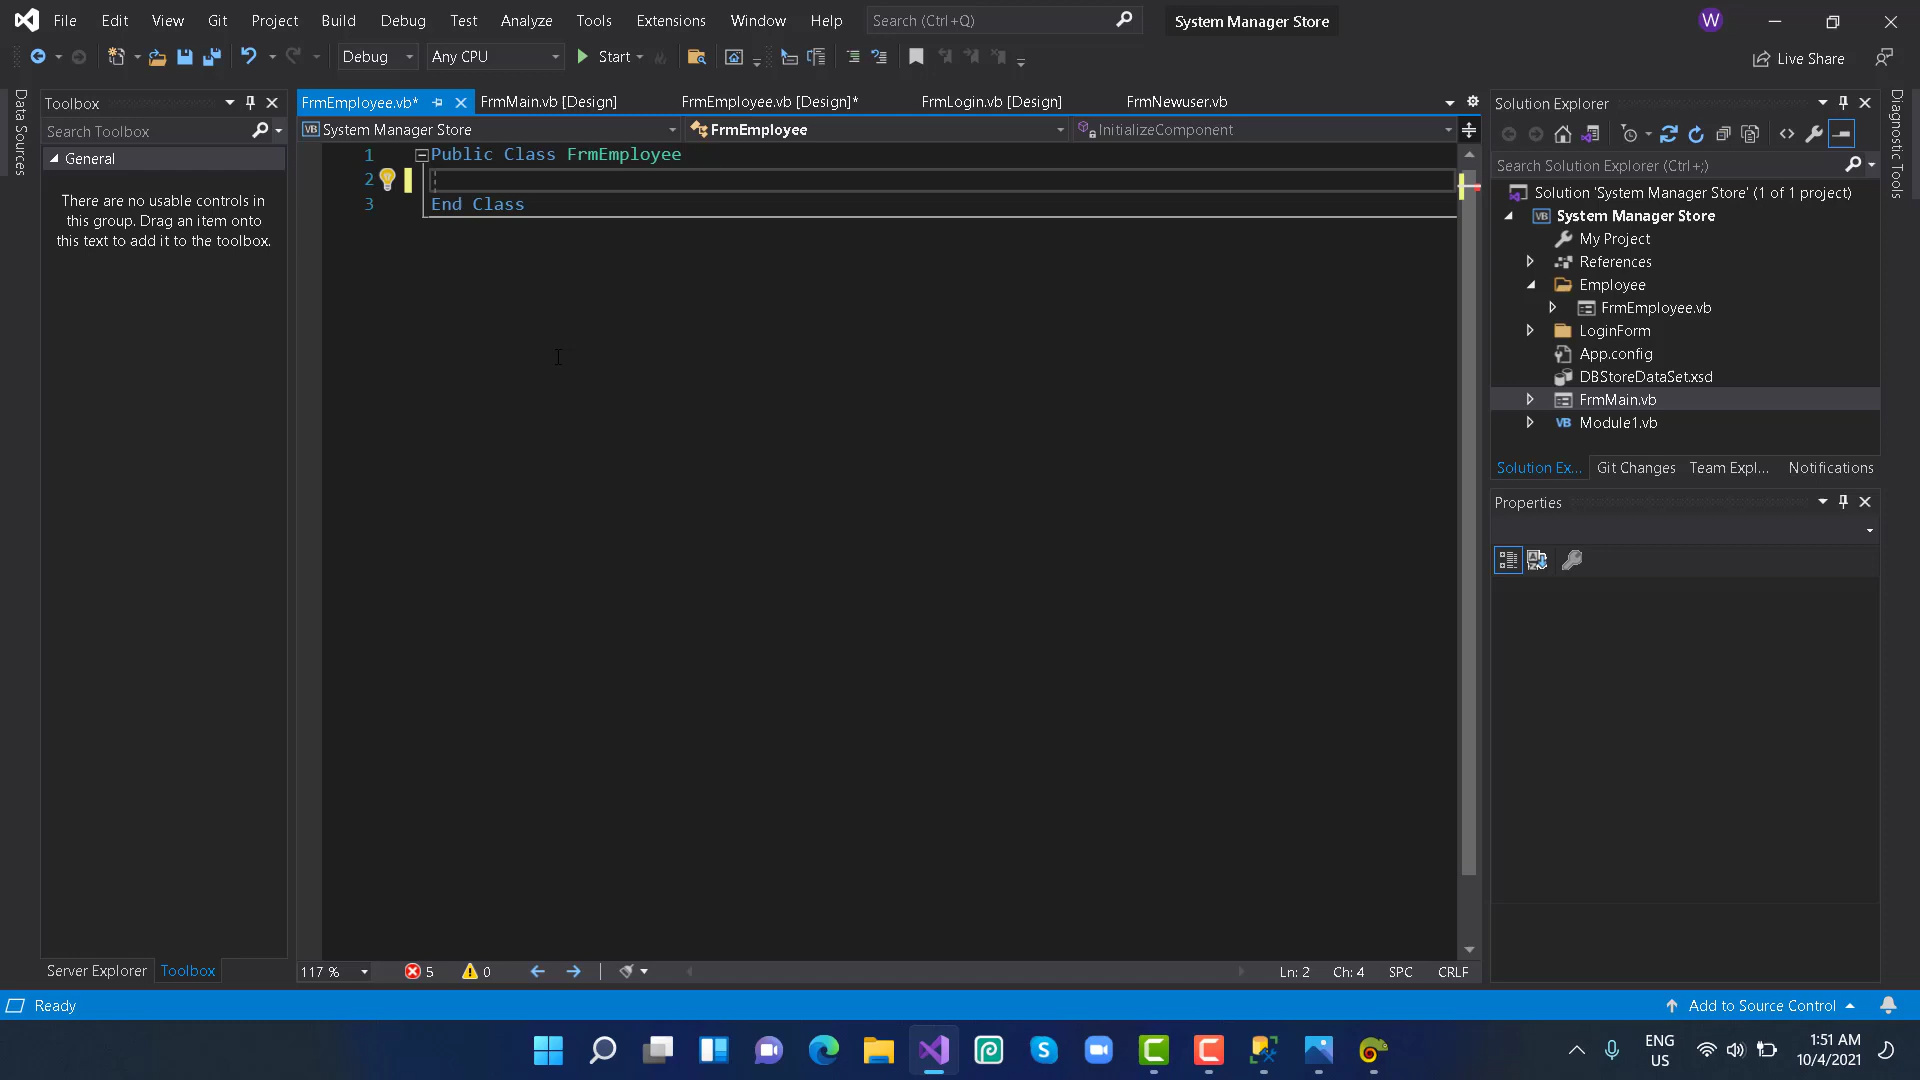 File Edit View Git Project Build Debug Test Analyze Tools Extensions Window Help Search (Ctrl+Q) System Manager Store W
Debug Any CPU Start Live Share
Data Sources
Toolbox
Search Toolbox
General
There are no usable controls in
this group. Drag an item onto
this text to add it to the toolbox.
Server Explorer Toolbox
FrmEmployee.vb* FrmMain.vb [Design] FrmEmployee.vb [Design]* FrmLogin.vb [Design] FrmNewuser.vb
VB System Manager Store FrmEmployee InitializeComponent
1 Public Class FrmEmployee
2
3 End Class
117 % 5 0 Ln: 2 Ch: 4 SPC CRLF
Solution Explorer
Search Solution Explorer (Ctrl+;)
Solution 'System Manager Store' (1 of 1 project)
VB System Manager Store
My Project
References
Employee
FrmEmployee.vb
LoginForm
App.config
DBStoreDataSet.xsd
FrmMain.vb
VB Module1.vb
Solution Ex... Git Changes Team Expl... Notifications
Properties
Diagnostic Tools
Ready Add to Source Control
ENG
US
1:51 AM
10/4/2021